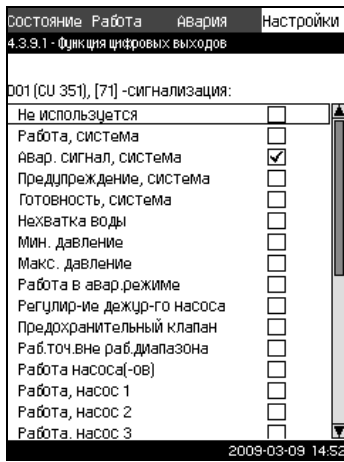 Состояние Работа Авария Настройки
4.3.9.1 - Функция цифровых выходов
DO1 (CU 351), [71] -сигнализация:
Не используется
Работа, система
Авар. сигнал, система
Предупреждение, система
Готовность, система
Нехватка воды
Мин. давление
Макс. давление
Работа в авар.режиме
Регулир-ие дежур-го насоса
Предохранительный клапан
Раб.точ.вне раб.диапазона
Работа насоса(-ов)
Работа, насос 1
Работа, насос 2
Работа, насос 3
2009-03-09 14:52